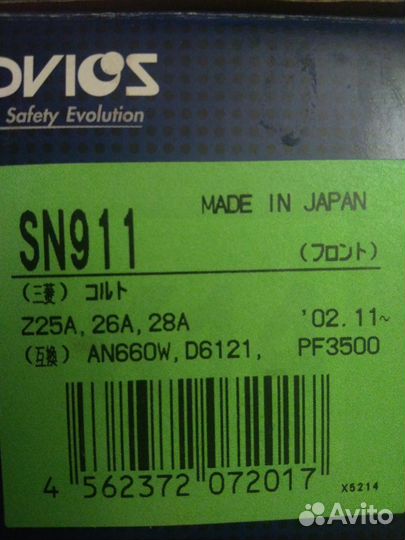 DVICS
Safety Evolution
MADE IN JAPAN
SN911 (フロント)
(三菱) コルト
Z25A, 26A, 28A '02. 11~
(互換) AN660W, D6121, PF3500
4 562372 072017 X5214
Avito